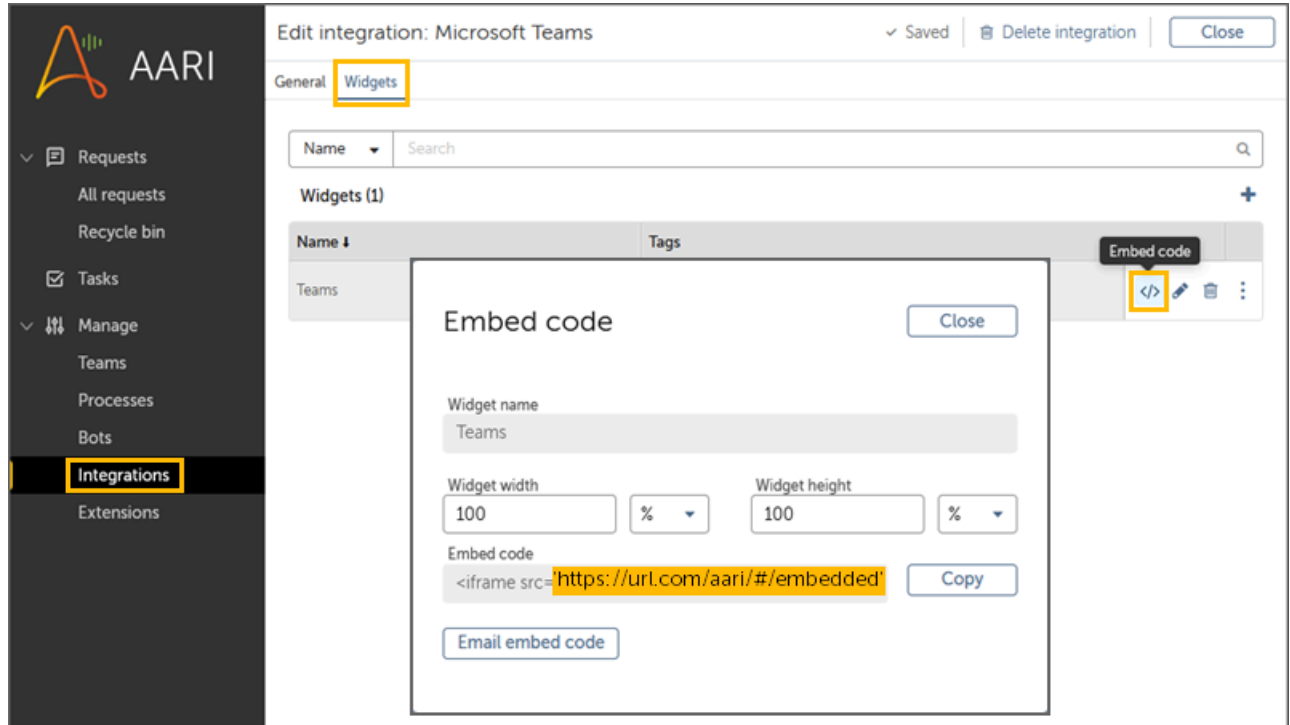 AARI
Requests
All requests
Recycle bin
Tasks
Manage
Teams
Processes
Bots
Integrations
Extensions
Edit integration: Microsoft Teams
Saved
Delete integration
Close
General
Widgets
Name
Search
Widgets (1)
Name
Tags
Embed code
Teams
</>
Embed code
Close
Widget name
Teams
Widget width
Widget height
100
%
100
%
Embed code
<iframe src='https://url.com/aari/#/embedded'
Copy
Email embed code